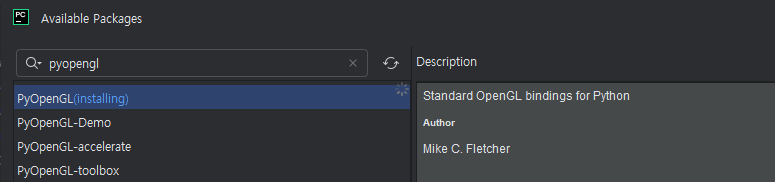 PC
Available Packages
pyopengl
Description
PyOpenGL(installing)
PyOpenGL-Demo
PyOpenGL-accelerate
PyOpenGL-toolbox
Standard OpenGL bindings for Python
Author
Mike C. Fletcher